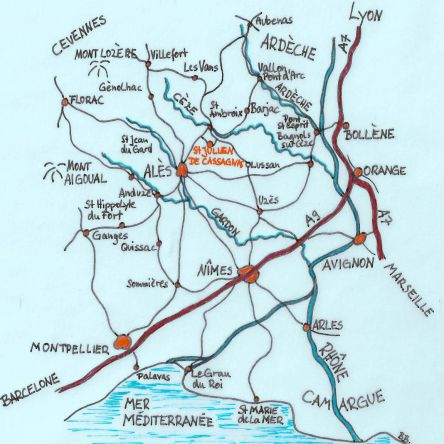 CEVENNES
Aubenas
LYON
A7
MONT LOZÈRE
Villefort
ARDÈCHE
Les Vans
Génolhac
Vallon
Pont d'Arc
ARDÈCHE
FLORAC
CÈZE
St
Ambroix
Barjac
Pont
St Esprit
BOLLÈNE
Bagnols
sur Cèze
St Jean
du Gard
ST JULIEN
DE CASSAGNAS
Lussan
MONT
AIGOUAL
ALÈS
ORANGE
Anduze
St Hippolyte
du Fort
Uzès
GARDON
A9
A7
Ganges
Quissac
AVIGNON
MARSEILLE
NÎMES
Sommières
ARLES
MONTPELLIER
RHÔNE
Palavas
Le Grau
du Roi
BARCELONE
CAMARGUE
MER
MÉDITERRANÉE
St MARIE
de la MER